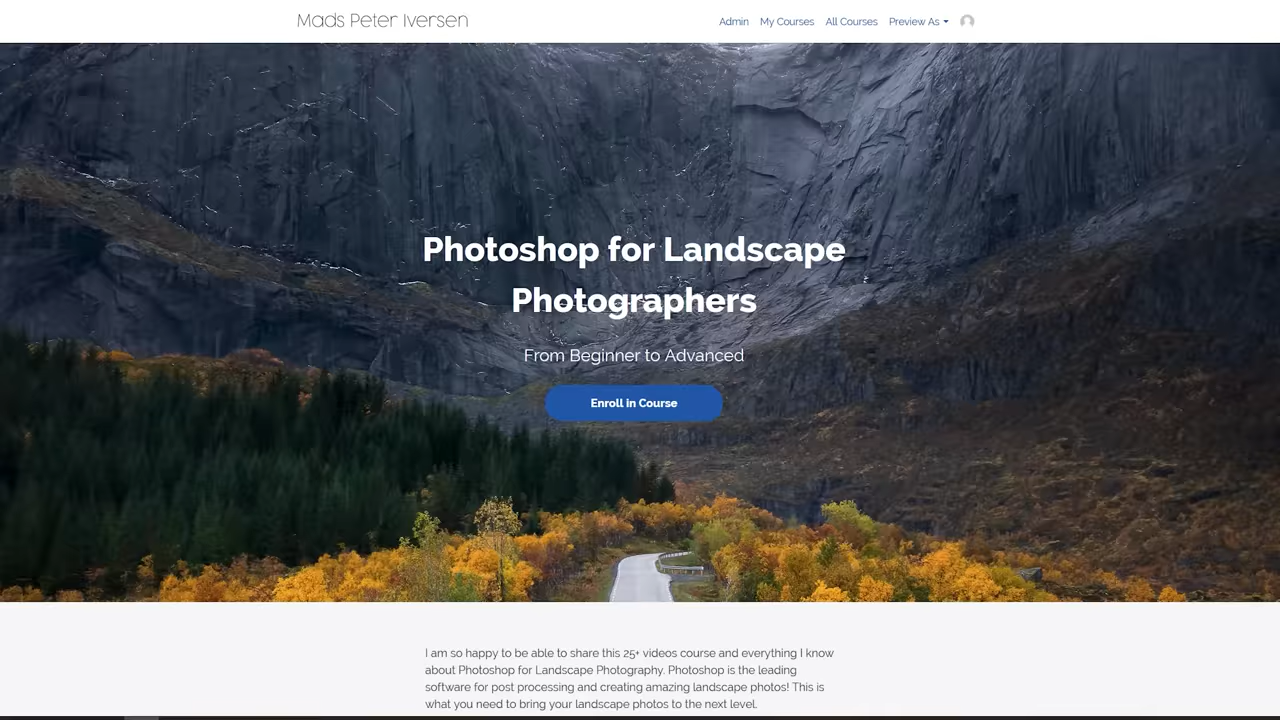 Mads Peter Iversen
Admin My Courses All Courses Preview As
Photoshop for Landscape
Photographers
From Beginner to Advanced
Enroll in Course
I am so happy to be able to share this 25+ videos course and everything I know
about Photoshop for Landscape Photography. Photoshop is the leading
software for post processing and creating amazing landscape photos! This is
what you need to bring your landscape photos to the next level.